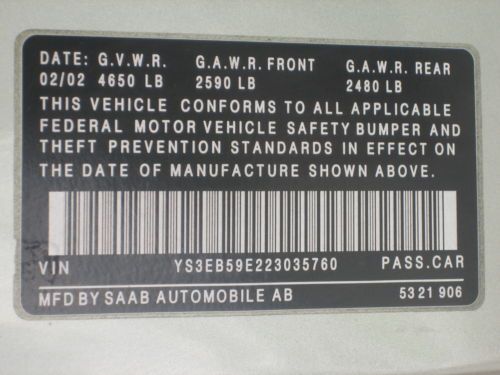 DATE: G.V.W.R. G.A.W.R. FRONT G.A.W.R. REAR
02/02 4650 LB 2590 LB 2480 LB
THIS VEHICLE CONFORMS TO ALL APPLICABLE
FEDERAL MOTOR VEHICLE SAFETY BUMPER AND
THEFT PREVENTION STANDARDS IN EFFECT ON
THE DATE OF MANUFACTURE SHOWN ABOVE.
VIN YS3EB59E223035760 PASS.CAR
MFD BY SAAB AUTOMOBILE AB 5321 906